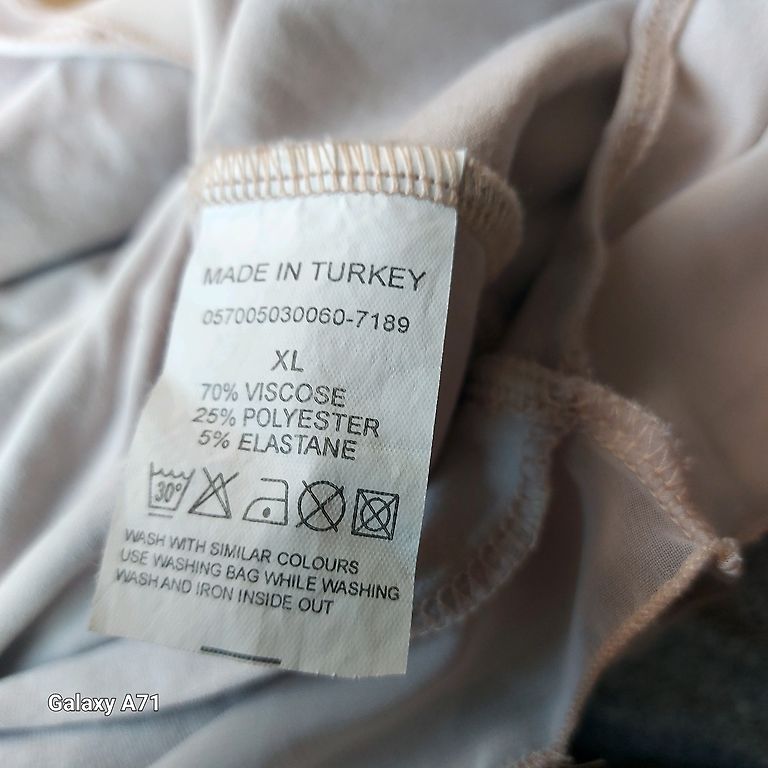 MADE IN TURKEY
057005030060-7189
XL
70% VISCOSE
25% POLYESTER
5% ELASTANE
30°
WASH WITH SIMILAR COLOURS
USE WASHING BAG WHILE WASHING
WASH AND IRON INSIDE OUT
Galaxy A71